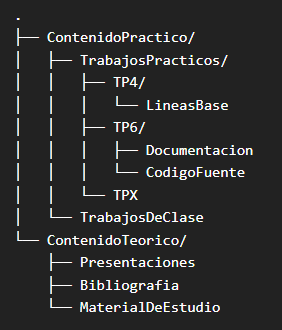 .
├── ContenidoPractico/
│   ├── TrabajosPracticos/
│   │   ├── TP4/
│   │   │   └── LineasBase
│   │   ├── TP6/
│   │   │   ├── Documentacion
│   │   │   └── CodigoFuente
│   │   └── TPX
│   └── TrabajosDeClase
└── ContenidoTeorico/
    ├── Presentaciones
    ├── Bibliografia
    └── MaterialDeEstudio